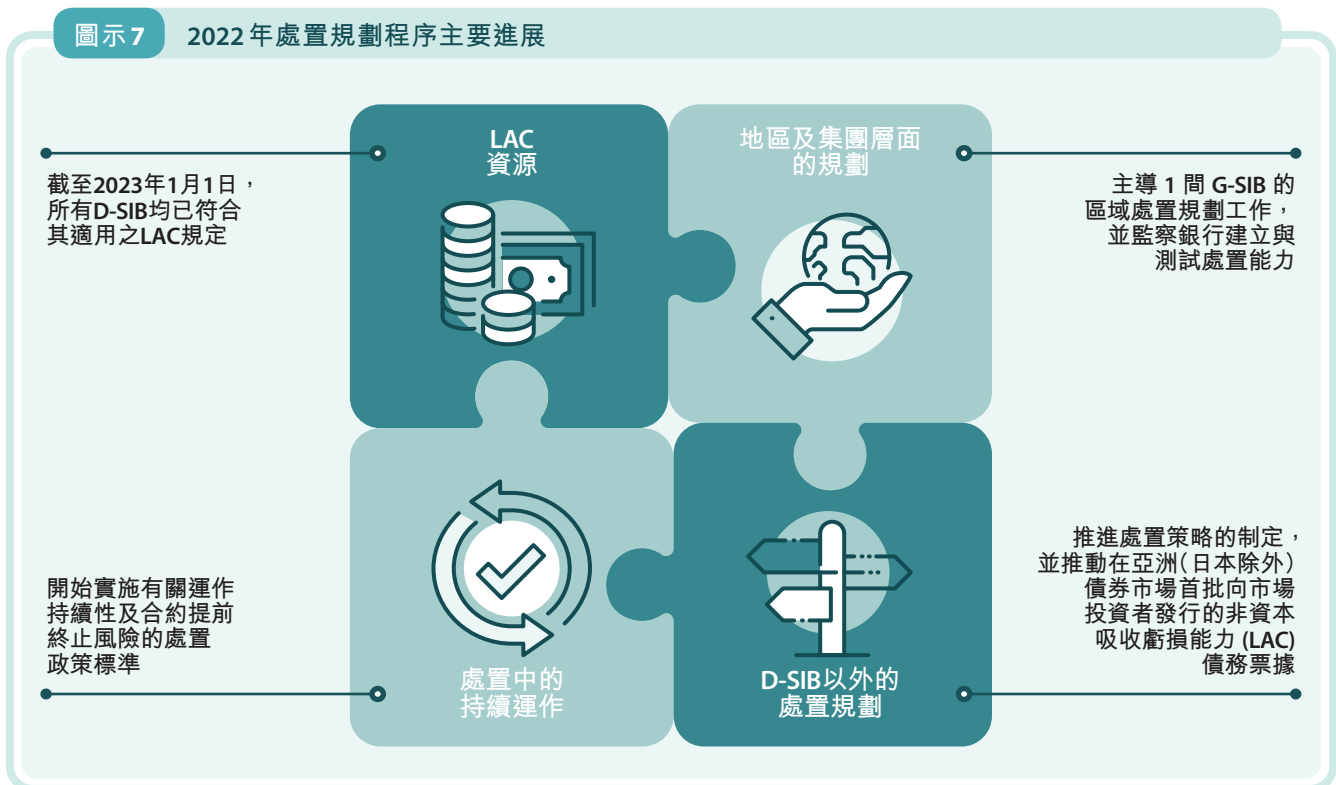 圖示7 2022年處置規劃程序主要進展
LAC
資源
截至2023年1月1日，
所有D-SIB均已符合
其適用之LAC規定
地區及集團層面
的規劃
主導 1 間 G-SIB 的
區域處置規劃工作，
並監察銀行建立與
測試處置能力
處置中的
持續運作
開始實施有關運作
持續性及合約提前
終止風險的處置
政策標準
D-SIB以外的
處置規劃
推進處置策略的制定，
並推動在亞洲(日本除外)
債券市場首批向市場
投資者發行的非資本
吸收虧損能力 (LAC)
債務票據